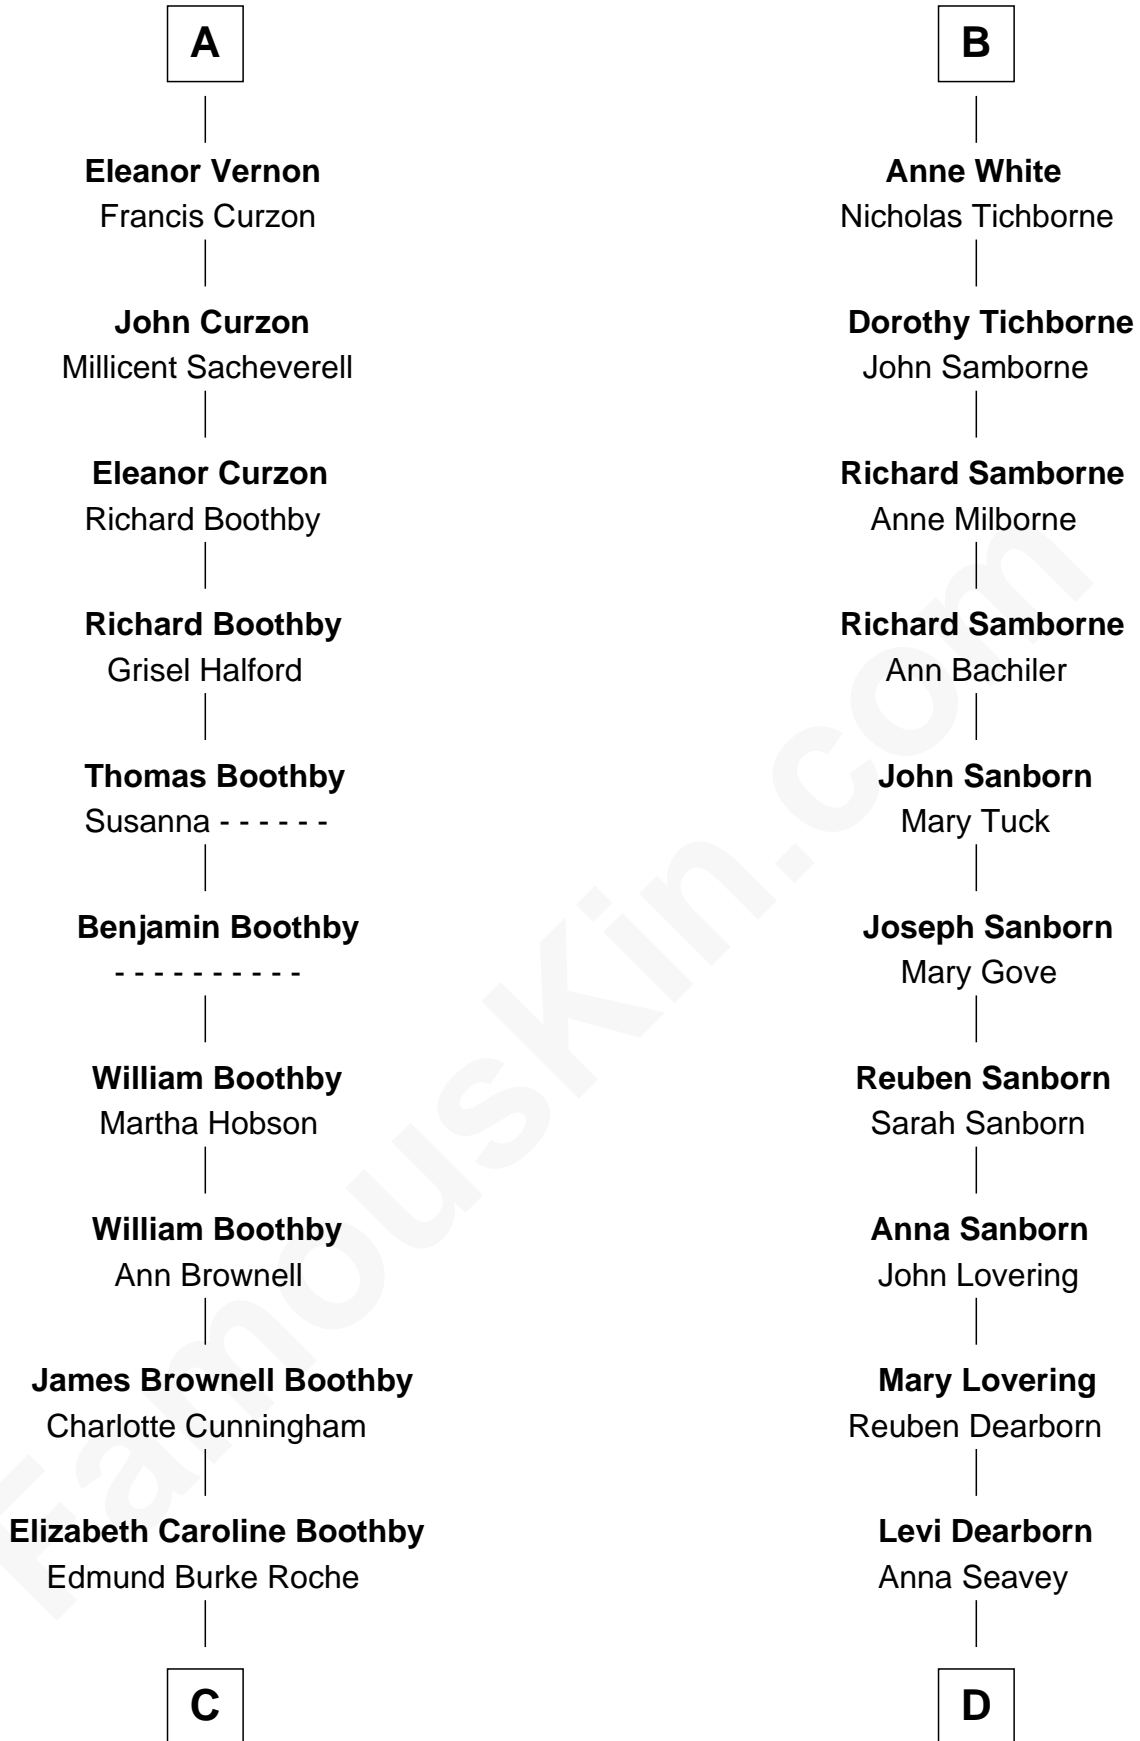 A
Eleanor Vernon
Francis Curzon
John Curzon
Millicent Sacheverell
Eleanor Curzon
Richard Boothby
Richard Boothby
Grisel Halford
Thomas Boothby
Susanna - - - - - -
Benjamin Boothby
- - - - - - - - - -
William Boothby
Martha Hobson
William Boothby
Ann Brownell
James Brownell Boothby
Charlotte Cunningham
Elizabeth Caroline Boothby
Edmund Burke Roche
C
B
Anne White
Nicholas Tichborne
Dorothy Tichborne
John Samborne
Richard Samborne
Anne Milborne
Richard Samborne
Ann Bachiler
John Sanborn
Mary Tuck
Joseph Sanborn
Mary Gove
Reuben Sanborn
Sarah Sanborn
Anna Sanborn
John Lovering
Mary Lovering
Reuben Dearborn
Levi Dearborn
Anna Seavey
D
FamousKin.com